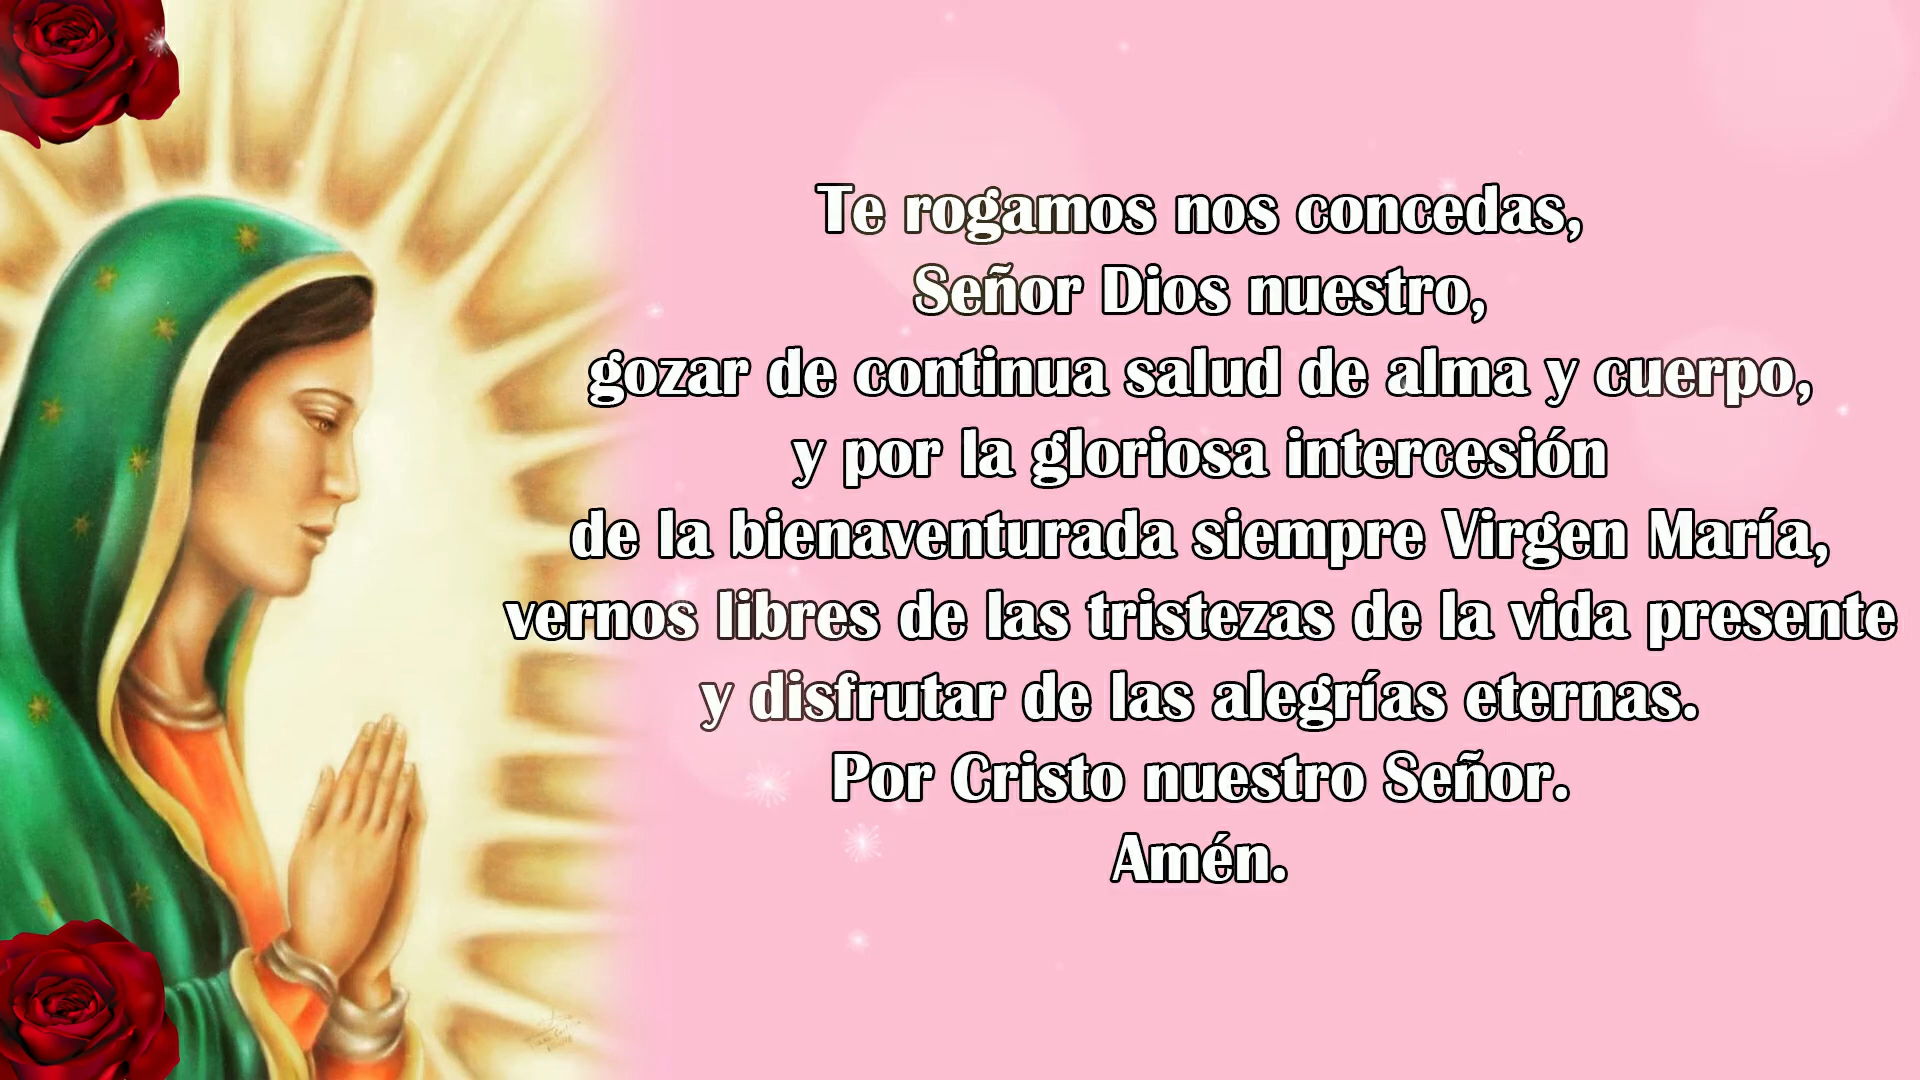 Te rogamos nos concedas,
Señor Dios nuestro,
gozar de continua salud de alma y cuerpo,
y por la gloriosa intercesión
de la bienaventurada siempre Virgen María,
vernos libres de las tristezas de la vida presente
y disfrutar de las alegrías eternas.
Por Cristo nuestro Señor.
Amén.